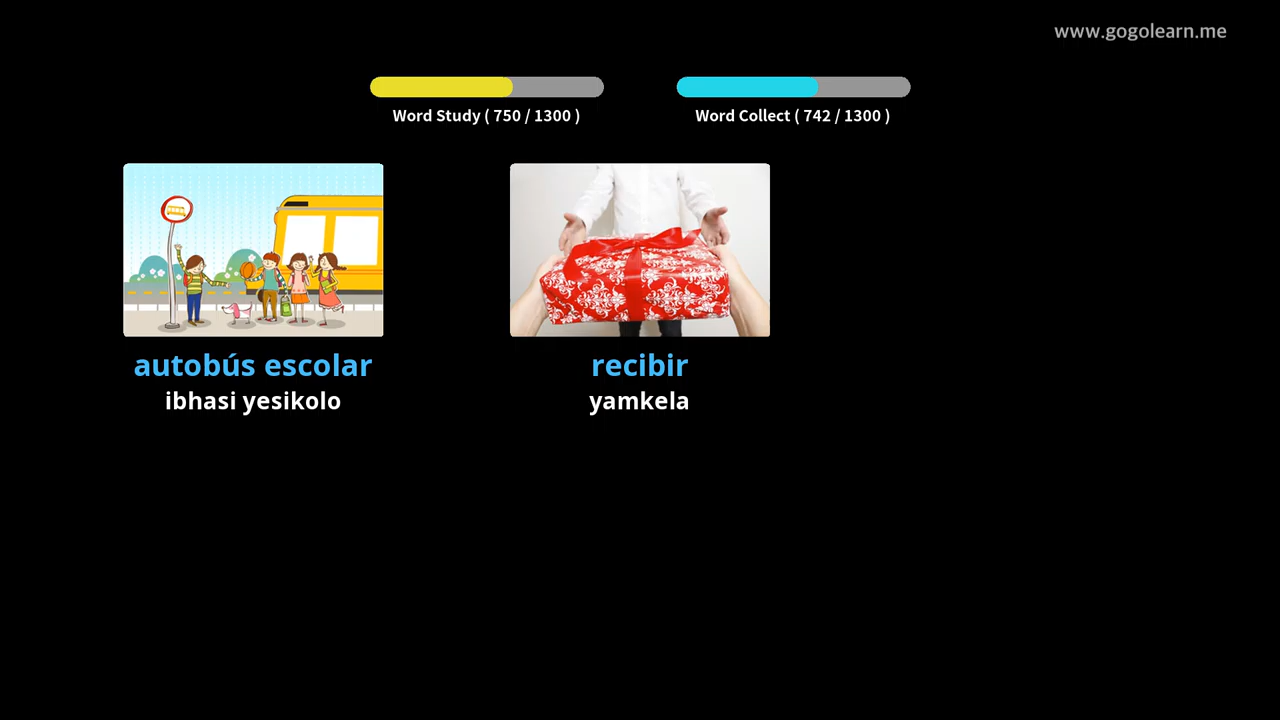 www.gogolearn.me
Word Study ( 750 / 1300 )
Word Collect ( 742 / 1300 )
autobús escolar
ibhasi yesikolo
recibir
yamkela